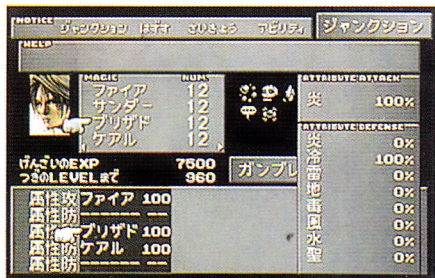 NOTICE
ジャンクション はずす さいきょう アビリティ
ジャンクション
HELP
MAGIC NUM.
ファイア 12
サンダー 12
ブリザド 12
ケアル 12
げんざいのEXP 7500
つぎのLEVELまで 960
ガンブレ
ATTRIBUTE ATTACK
炎 100%
ATTRIBUTE DEFENSE
炎 0%
冷 100%
雷 0%
地 0%
毒 0%
風 0%
水 0%
聖 0%
属性攻 ファイア 100
属性防 ------ --
属性防 ブリザド 100
属性防 ケアル 100
属性防 ------ --